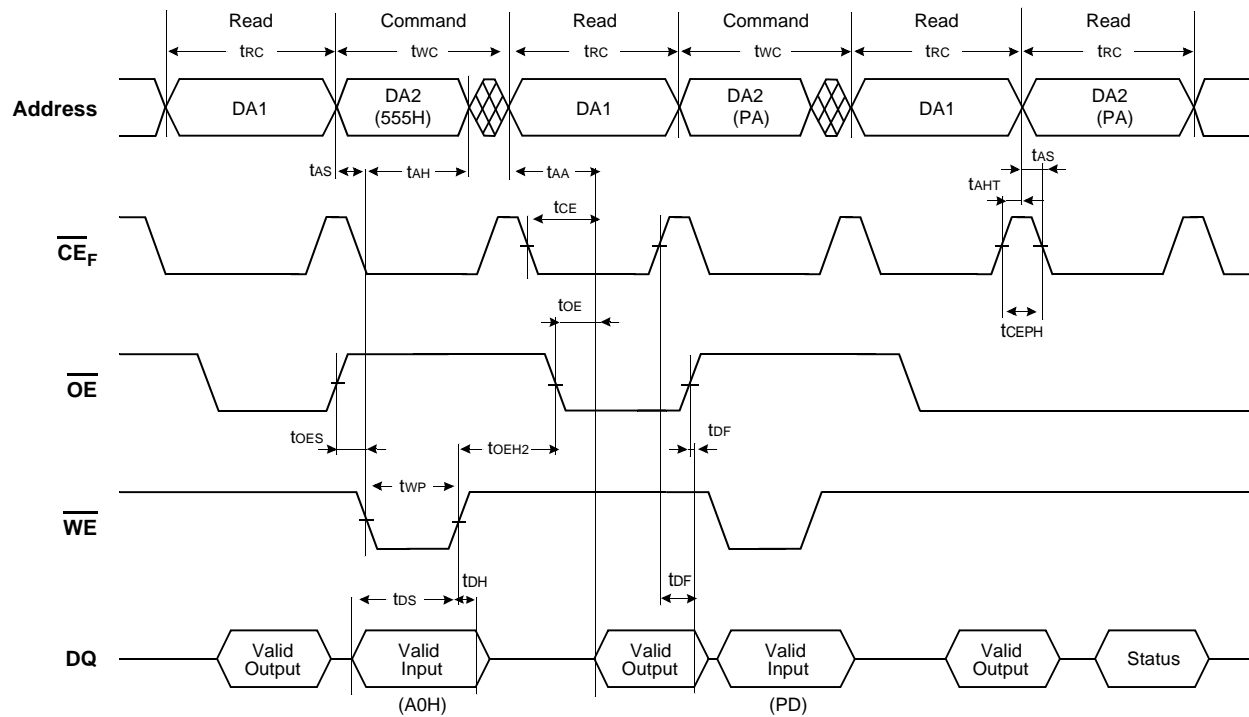 Read Command Read Command Read Read
tRC tWC tRC tWC tRC tRC
Address DA1 DA2 DA1 DA2 DA1 DA2
(555H) (PA) (PA)
tAS tAH tAA tAS
tAHT
tCE
CEF
tOE
tCEPH
OE
tOES tOEH2 tDF
tWP
WE
tDH tDF
tDS
DQ Valid Valid Valid Valid Valid Status
Output Input Output Input Output
(A0H) (PD)